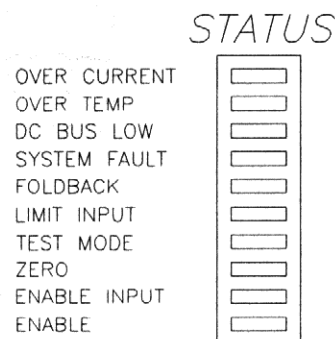 STATUS
OVER CURRENT
OVER TEMP
DC BUS LOW
SYSTEM FAULT
FOLDBACK
LIMIT INPUT
TEST MODE
ZERO
ENABLE INPUT
ENABLE